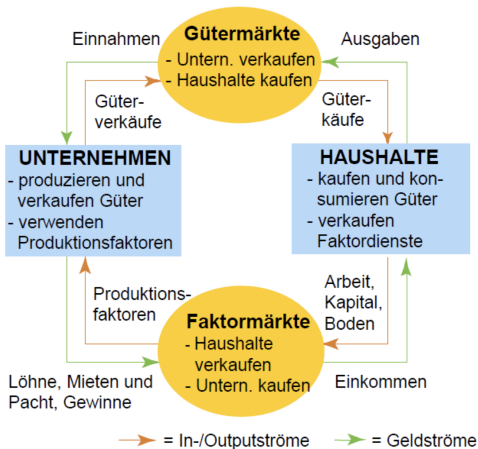 Einnahmen
Gütermärkte
- Untern. verkaufen
- Haushalte kaufen
Ausgaben
Güter-
verkäufe
Güter-
käufe
UNTERNEHMEN
- produzieren und
verkaufen Güter
- verwenden
Produktionsfaktoren
HAUSHALTE
- kaufen und kon-
sumieren Güter
- verkaufen
Faktordienste
Produktions-
faktoren
Arbeit,
Kapital,
Boden
Faktormärkte
- Haushalte
verkaufen
- Untern. kaufen
Löhne, Mieten und
Pacht, Gewinne
Einkommen
= In-/Outputströme
= Geldströme